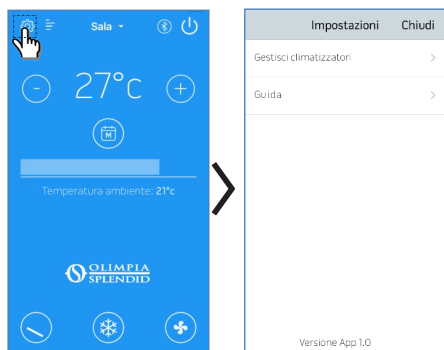 Sala
- 27°c +
M
Temperatura ambiente: 21°c
OLIMPIA
SPLENDID
Impostazioni Chiudi
Gestisci climatizzatori
Guida
Versione App 1.0